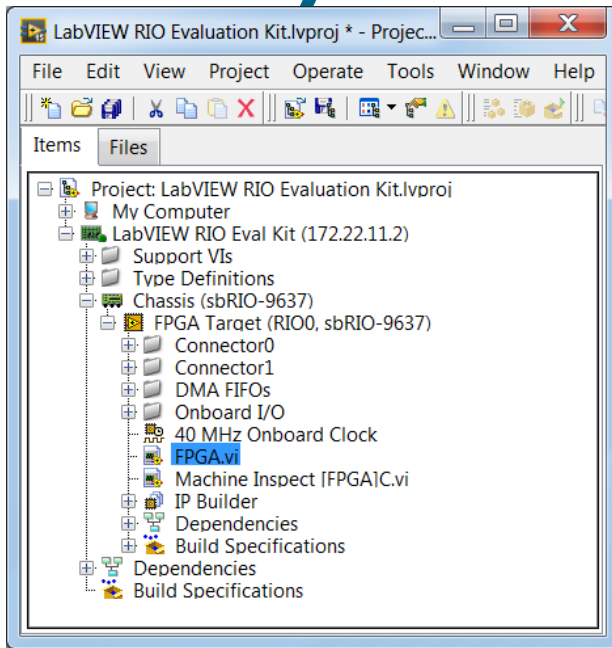 LabVIEW RIO Evaluation Kit.lvproj * - Projec...
File Edit View Project Operate Tools Window Help
Items Files
Project: LabVIEW RIO Evaluation Kit.lvproj
My Computer
LabVIEW RIO Eval Kit (172.22.11.2)
Support VIs
Type Definitions
Chassis (sbRIO-9637)
FPGA Target (RIO0, sbRIO-9637)
Connector0
Connector1
DMA FIFOs
Onboard I/O
40 MHz Onboard Clock
FPGA.vi
Machine Inspect [FPGA]C.vi
IP Builder
Dependencies
Build Specifications
Dependencies
Build Specifications